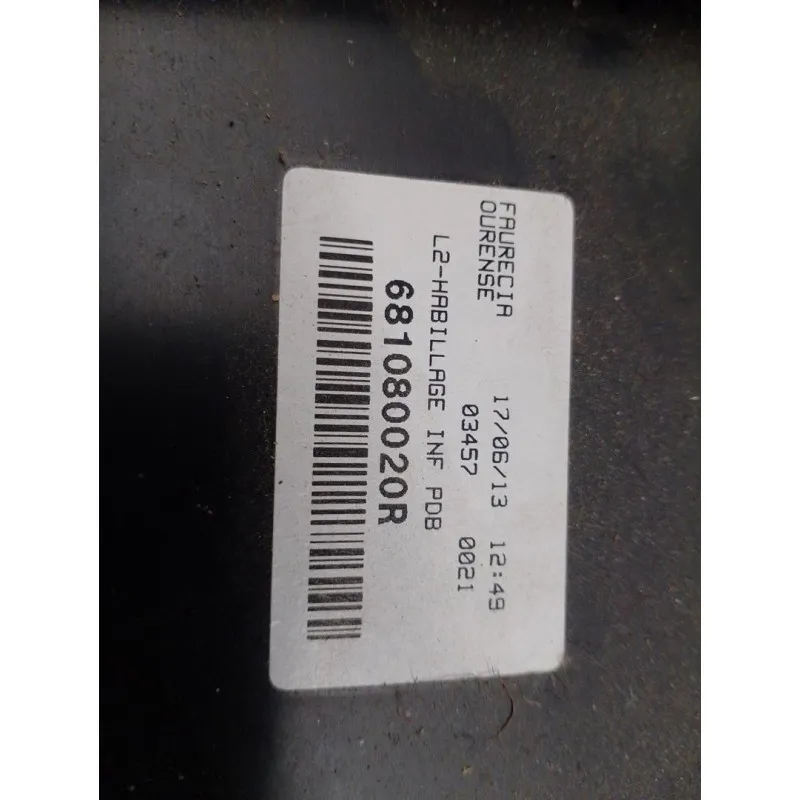 FAURECIA 17/06/13 12:49
OURENSE 03457 0021
L2-HABILLAGE INF PDB
681080020R